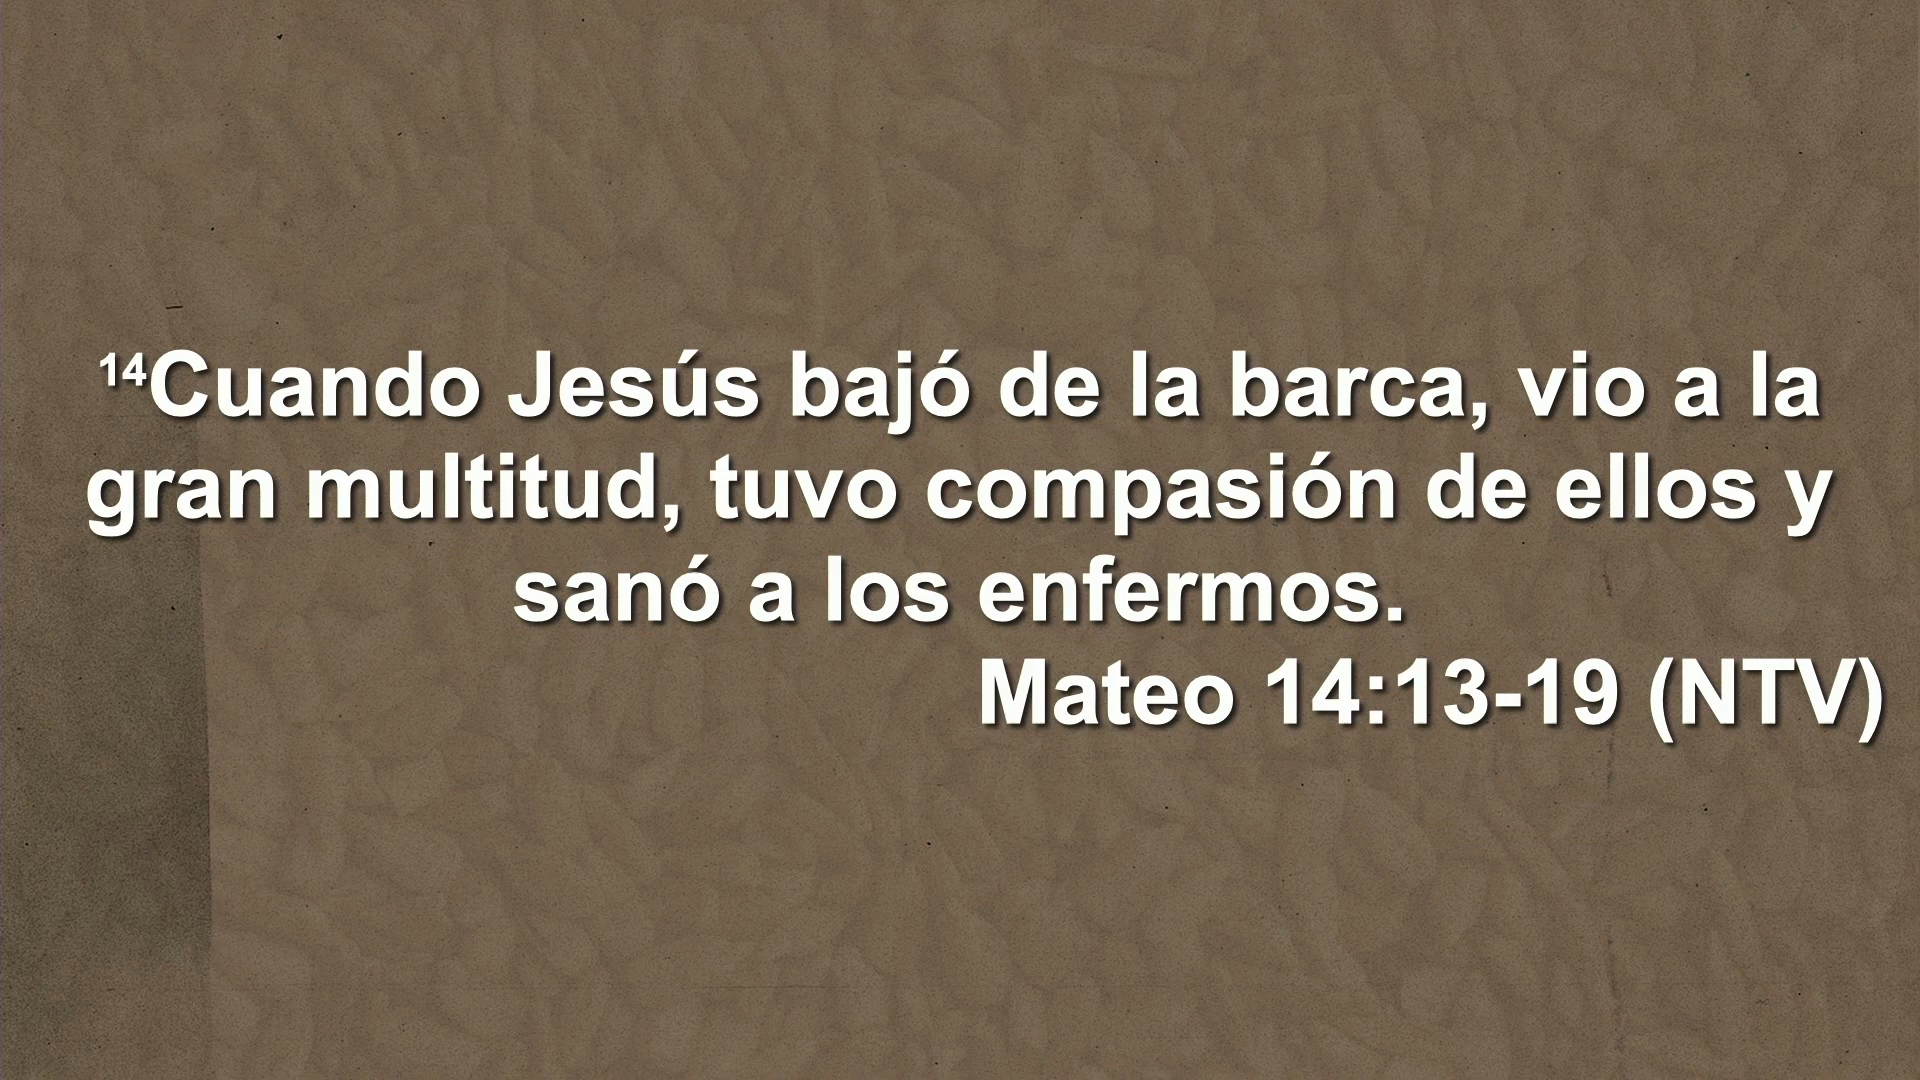 ¹⁴Cuando Jesús bajó de la barca, vio a la
gran multitud, tuvo compasión de ellos y
sanó a los enfermos.
Mateo 14:13-19 (NTV)